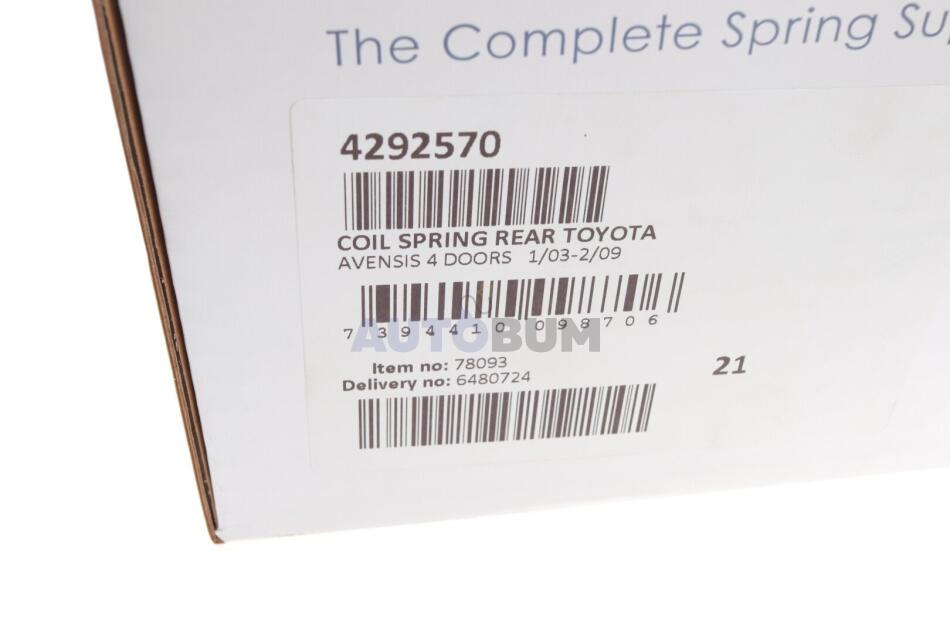 The Complete Spring Su
4292570
COIL SPRING REAR TOYOTA
AVENSIS 4 DOORS 1/03-2/09
7 394410 098706
AUTOBUM
Item no: 78093
21
Delivery no: 6480724